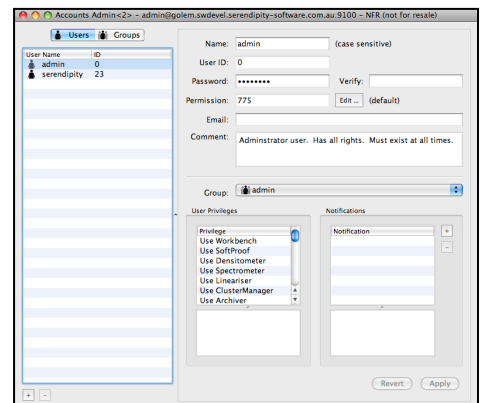 Accounts Admin<2> – admin@golem.swdevel.serendipity-software.com.au:9100 – NFR (not for resale)
Users Groups
User Name ID
admin 0
serendipity 23
Name: admin (case sensitive)
User ID: 0
Password: •••••••• Verify:
Permission: 775 Edit ... (default)
Email:
Comment: Adminstrator user. Has all rights. Must exist at all times.
Group: admin
User Privileges
Privilege
Use Workbench
Use SoftProof
Use Densitometer
Use Spectrometer
Use Lineariser
Use ClusterManager
Use Archiver
Notifications
Notification
+
–
Revert Apply
+ –